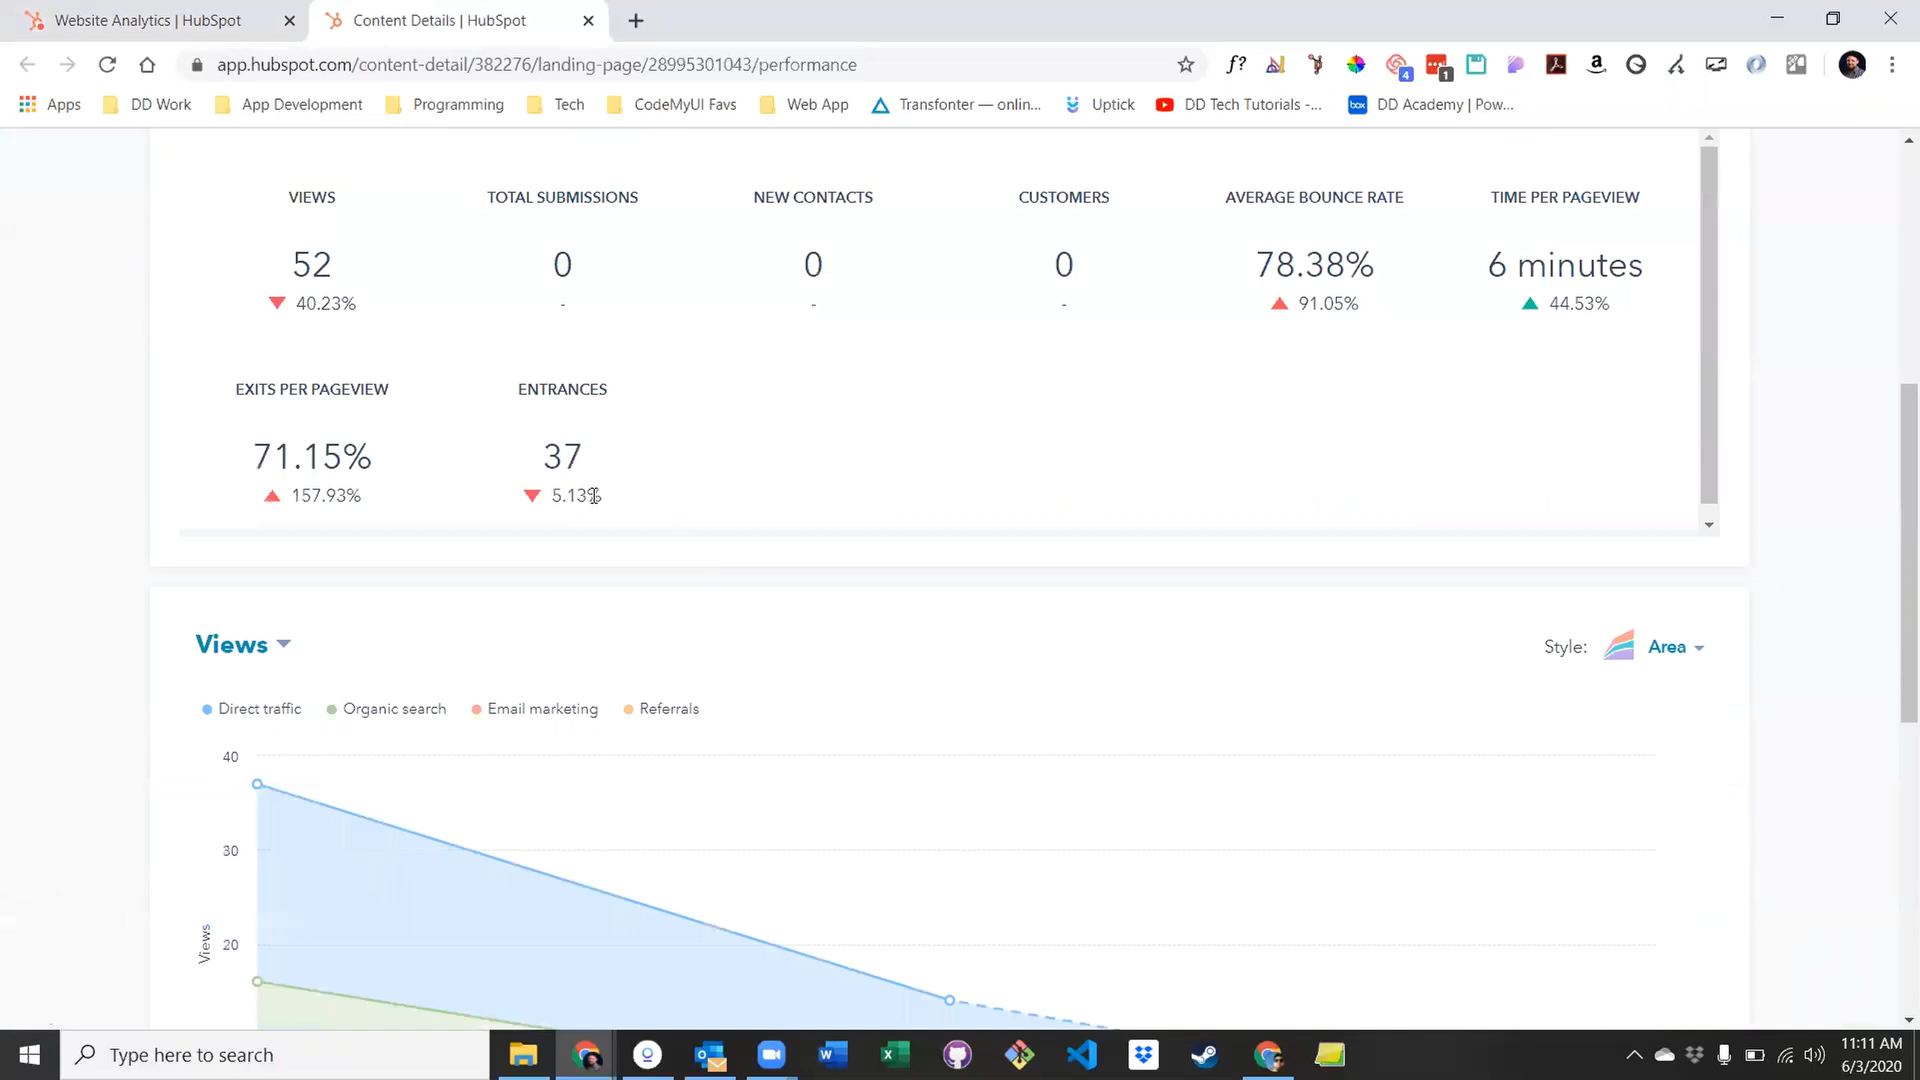 Website Analytics | HubSpot
Content Details | HubSpot
app.hubspot.com/content-detail/382276/landing-page/28995301043/performance
f?
4
1
a
Apps
DD Work
App Development
Programming
Tech
CodeMyUI Favs
Web App
Transfonter — onlin...
Uptick
DD Tech Tutorials -...
box
DD Academy | Pow...
VIEWS
TOTAL SUBMISSIONS
NEW CONTACTS
CUSTOMERS
AVERAGE BOUNCE RATE
TIME PER PAGEVIEW
52
0
0
0
78.38%
6 minutes
40.23%
-
-
-
91.05%
44.53%
EXITS PER PAGEVIEW
ENTRANCES
71.15%
37
157.93%
5.13%
Views
Style:
Area
Direct traffic
Organic search
Email marketing
Referrals
40
30
20
Views
Type here to search
11:11 AM
6/3/2020